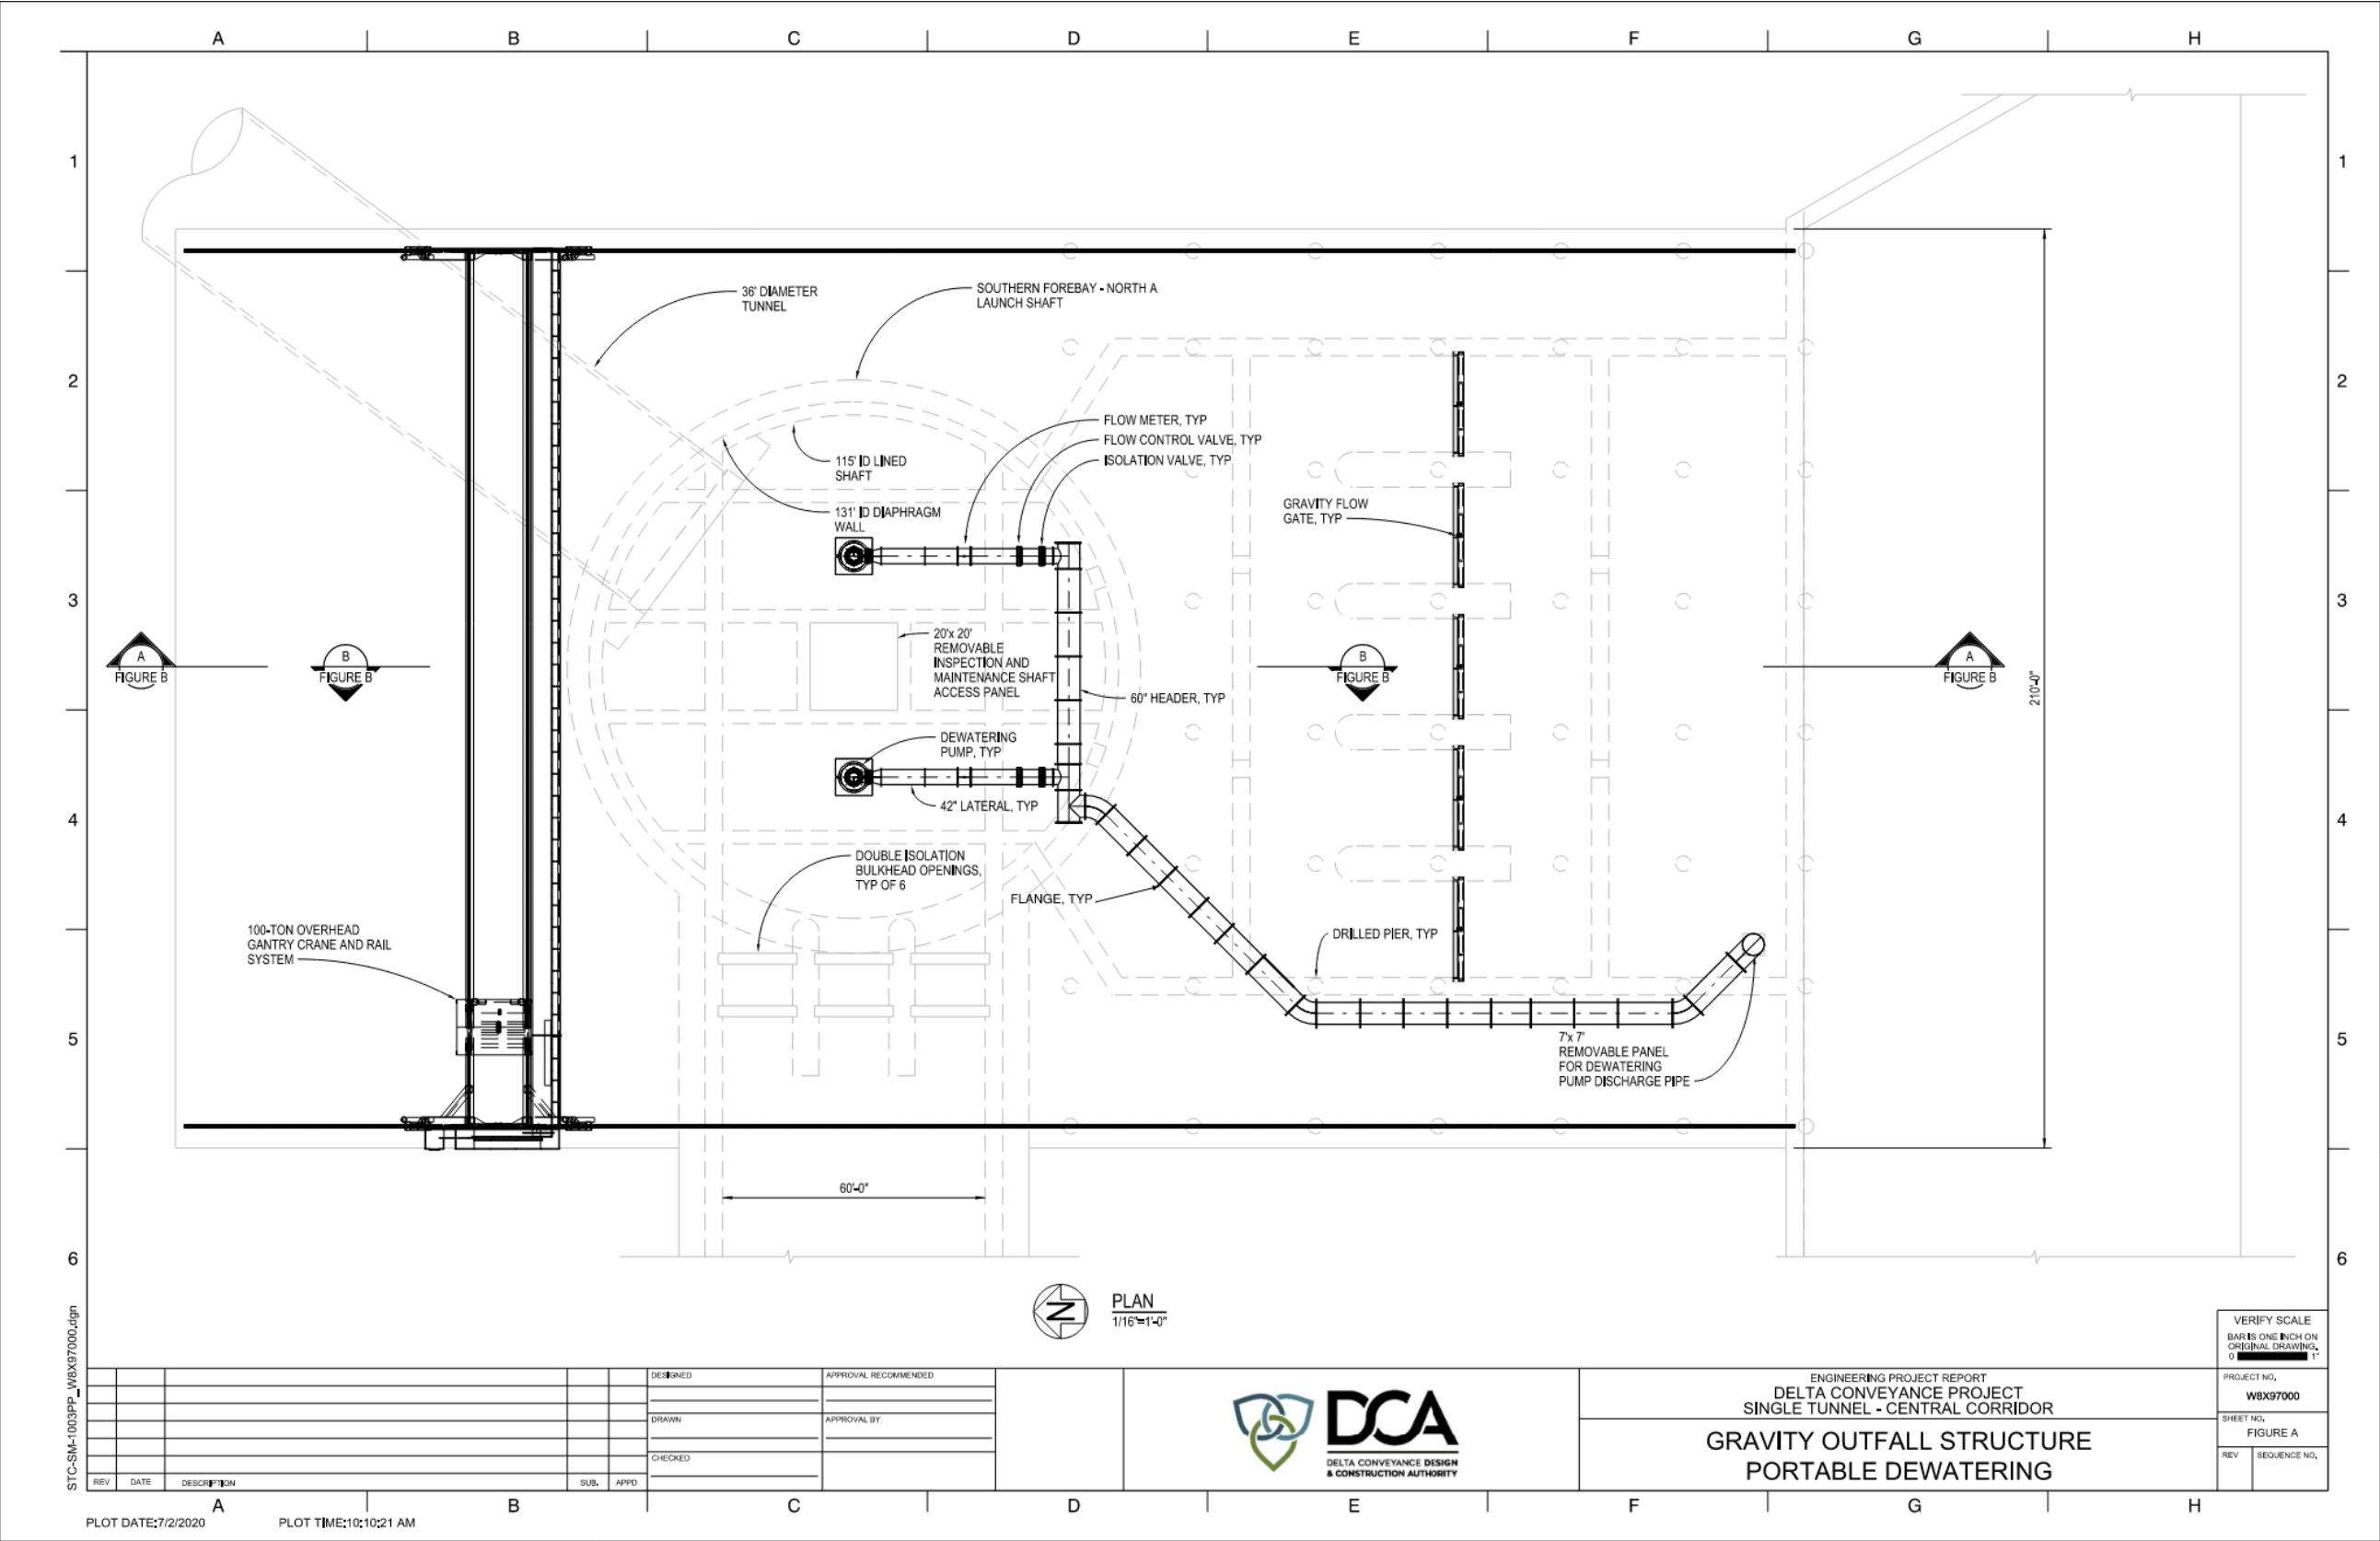 A B C D E F G H
1 1
2 2
3 3
4 4
5 5
6 6
36' DIAMETER
TUNNEL
SOUTHERN FOREBAY - NORTH A
LAUNCH SHAFT
FLOW METER, TYP
FLOW CONTROL VALVE, TYP
ISOLATION VALVE, TYP
115' ID LINED
SHAFT
131' ID DIAPHRAGM
WALL
GRAVITY FLOW
GATE, TYP
20'x 20'
REMOVABLE
INSPECTION AND
MAINTENANCE SHAFT
ACCESS PANEL
A
FIGURE B
B
FIGURE B
B
FIGURE B
A
FIGURE B
210'-0"
60" HEADER, TYP
DEWATERING
PUMP, TYP
42" LATERAL, TYP
DOUBLE ISOLATION
BULKHEAD OPENINGS,
TYP OF 6
FLANGE, TYP
DRILLED PIER, TYP
100-TON OVERHEAD
GANTRY CRANE AND RAIL
SYSTEM
7'x 7'
REMOVABLE PANEL
FOR DEWATERING
PUMP DISCHARGE PIPE
60'-0"
N
PLAN
1/16"=1'-0"
VERIFY SCALE
BAR IS ONE INCH ON
ORIGINAL DRAWING.
0 1"
STC-SM-1003PP_W8X97000.dgn
REV DATE DESCRIPTION SUB. APPD
DESIGNED
DRAWN
CHECKED
APPROVAL RECOMMENDED
APPROVAL BY
DCA
DELTA CONVEYANCE DESIGN
& CONSTRUCTION AUTHORITY
ENGINEERING PROJECT REPORT
DELTA CONVEYANCE PROJECT
SINGLE TUNNEL - CENTRAL CORRIDOR
GRAVITY OUTFALL STRUCTURE
PORTABLE DEWATERING
PROJECT NO.
W8X97000
SHEET NO.
FIGURE A
REV SEQUENCE NO.
A B C D E F G H
PLOT DATE:7/2/2020 PLOT TIME:10:10:21 AM